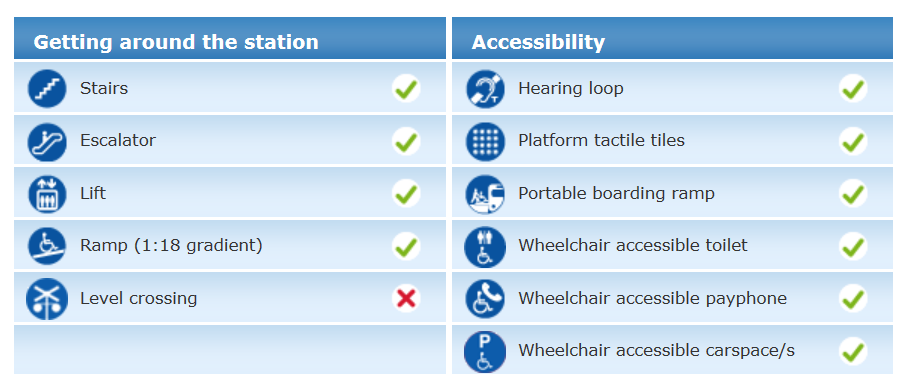 Getting around the station
Stairs
Escalator
Lift
Ramp (1:18 gradient)
Level crossing
Accessibility
Hearing loop
T
Platform tactile tiles
Portable boarding ramp
Wheelchair accessible toilet
Wheelchair accessible payphone
P
Wheelchair accessible carspace/s